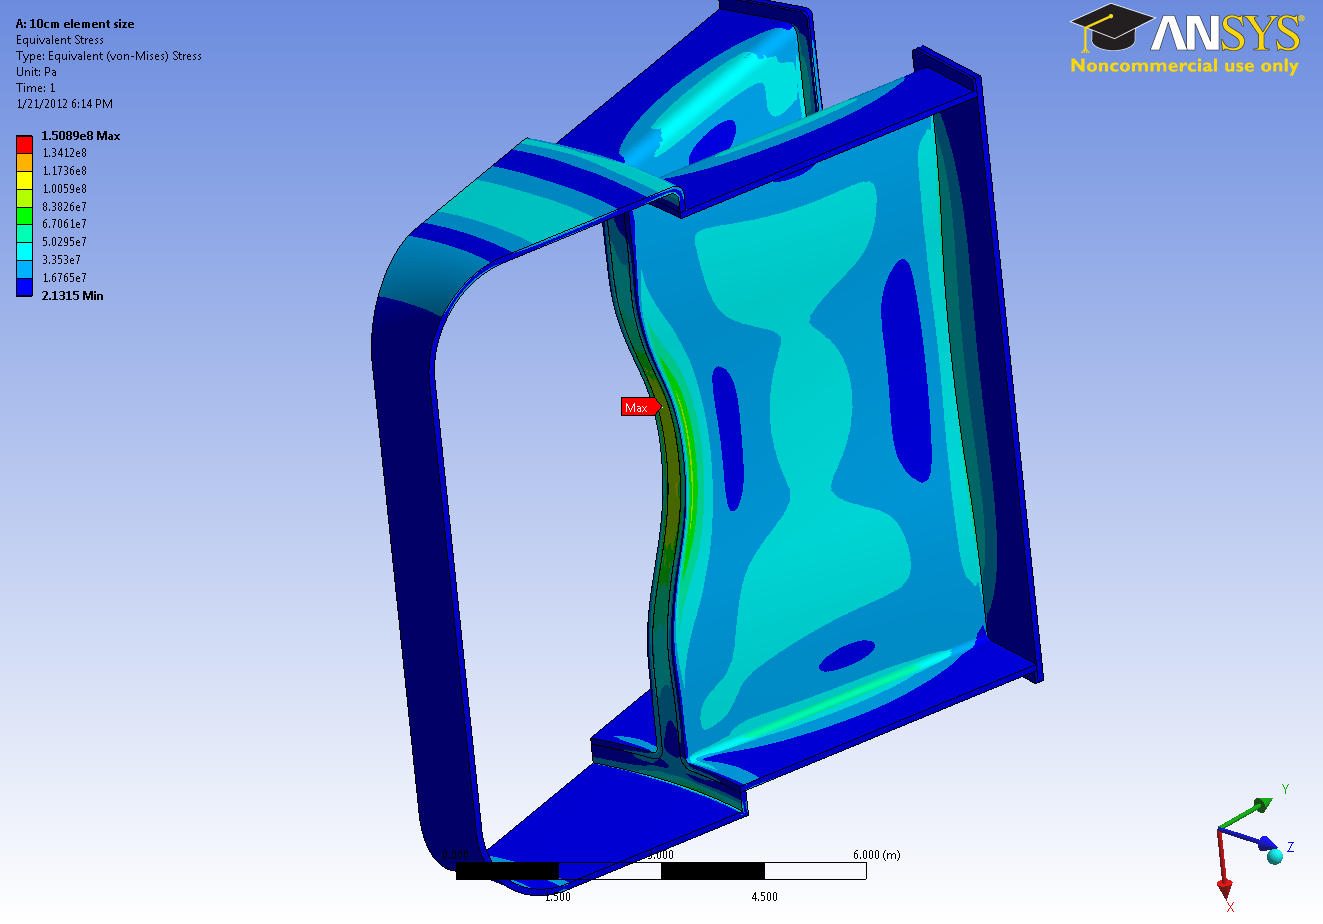 A: 10cm element size
Equivalent Stress
Type: Equivalent (von-Mises) Stress
Unit: Pa
Time: 1
1/21/2012 6:14 PM
1.5089e8 Max
1.3412e8
1.1736e8
1.0059e8
8.3826e7
6.7061e7
5.0295e7
3.353e7
1.6765e7
2.1315 Min
ANSYS
Noncommercial use only
Max
6.000 (m)
1.500
4.500
Y
Z
X